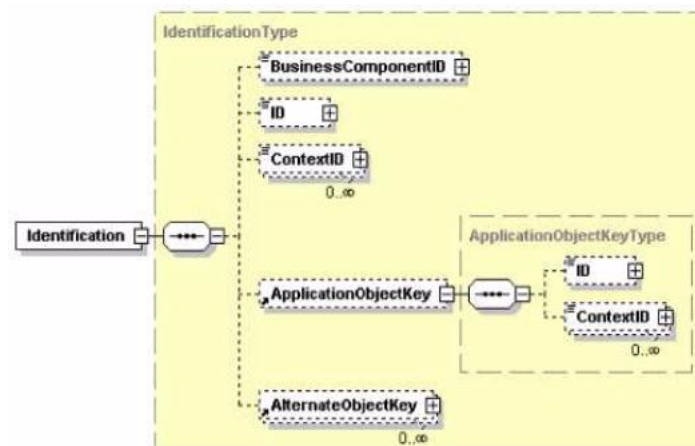 IdentificationType
BusinessComponentID
ID
ContextID
0..∞
Identification
ApplicationObjectKey
ApplicationObjectKeyType
ID
ContextID
0..∞
AlternateObjectKey
0..∞